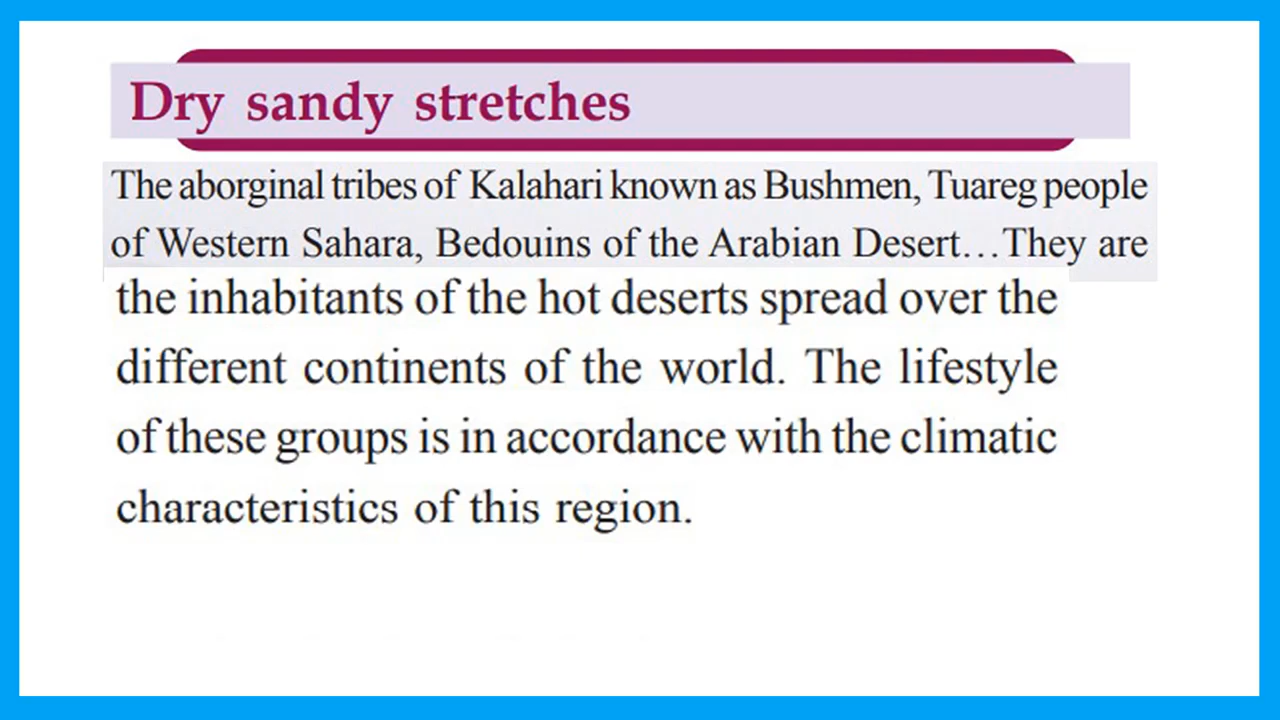 Dry sandy stretches
The aborginal tribes of Kalahari known as Bushmen, Tuareg people
of Western Sahara, Bedouins of the Arabian Desert...They are
the inhabitants of the hot deserts spread over the
different continents of the world. The lifestyle
of these groups is in accordance with the climatic
characteristics of this region.